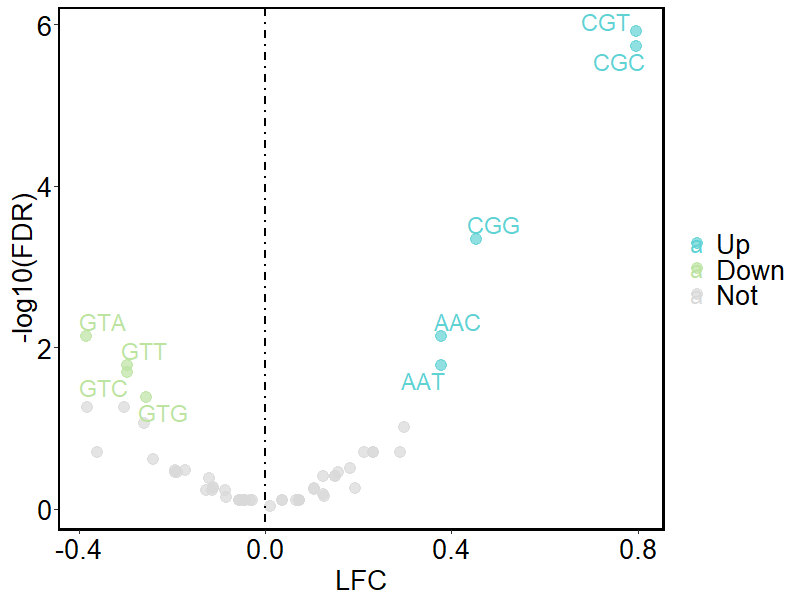 6
4
2
0
-log10(FDR)
CGT
CGC
CGG
AAC
AAT
GTA
GTT
GTC
GTG
-0.4
0.0
0.4
0.8
LFC
a Up
a Down
a Not